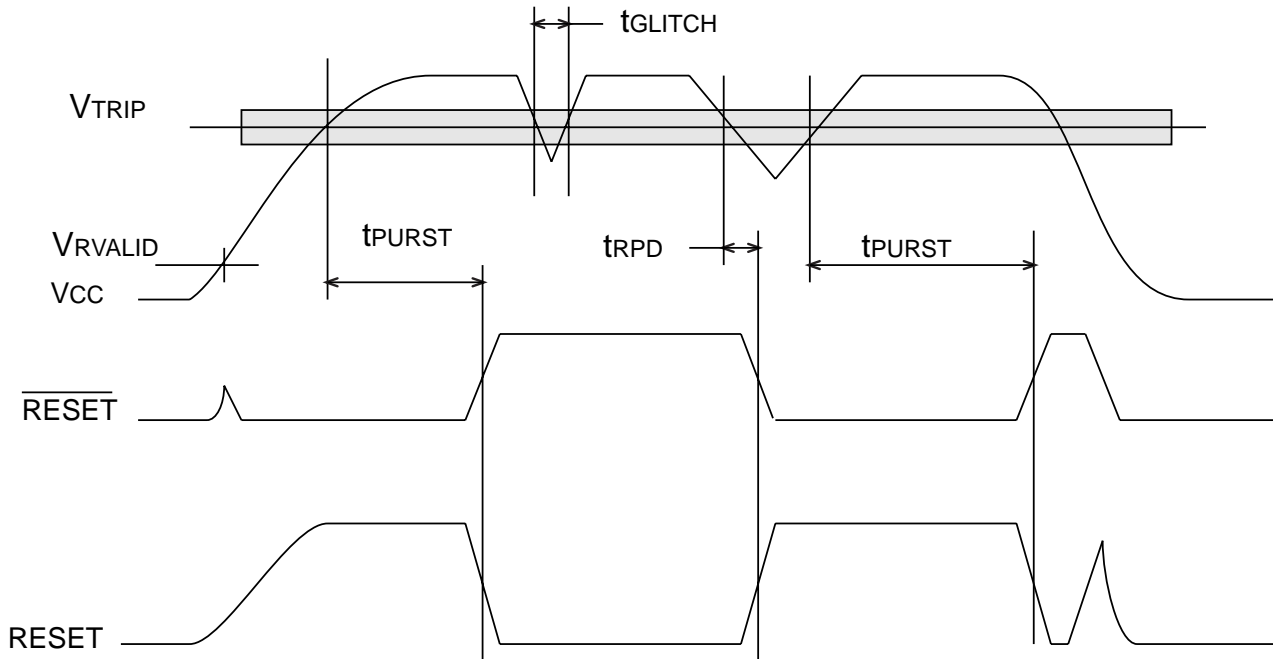 tGLITCH
VTRIP
VRVALID
tPURST
tRPD
tPURST
VCC
RESET
RESET